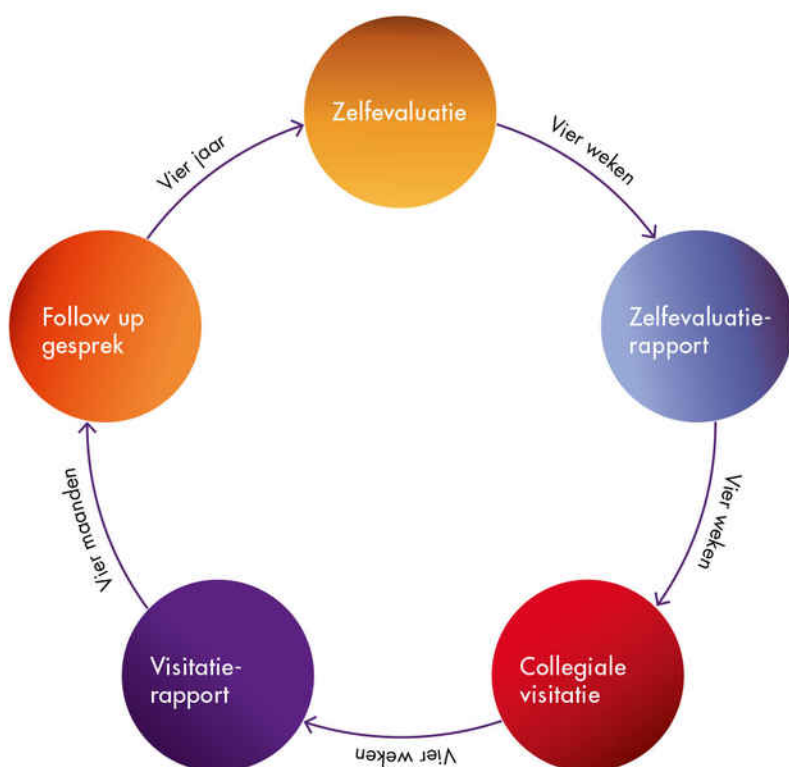 Zelfevaluatie
Vier weken
Zelfevaluatie-
rapport
Vier weken
Collegiale
visitatie
Vier weken
Visitatie-
rapport
Vier maanden
Follow up
gesprek
Vier jaar